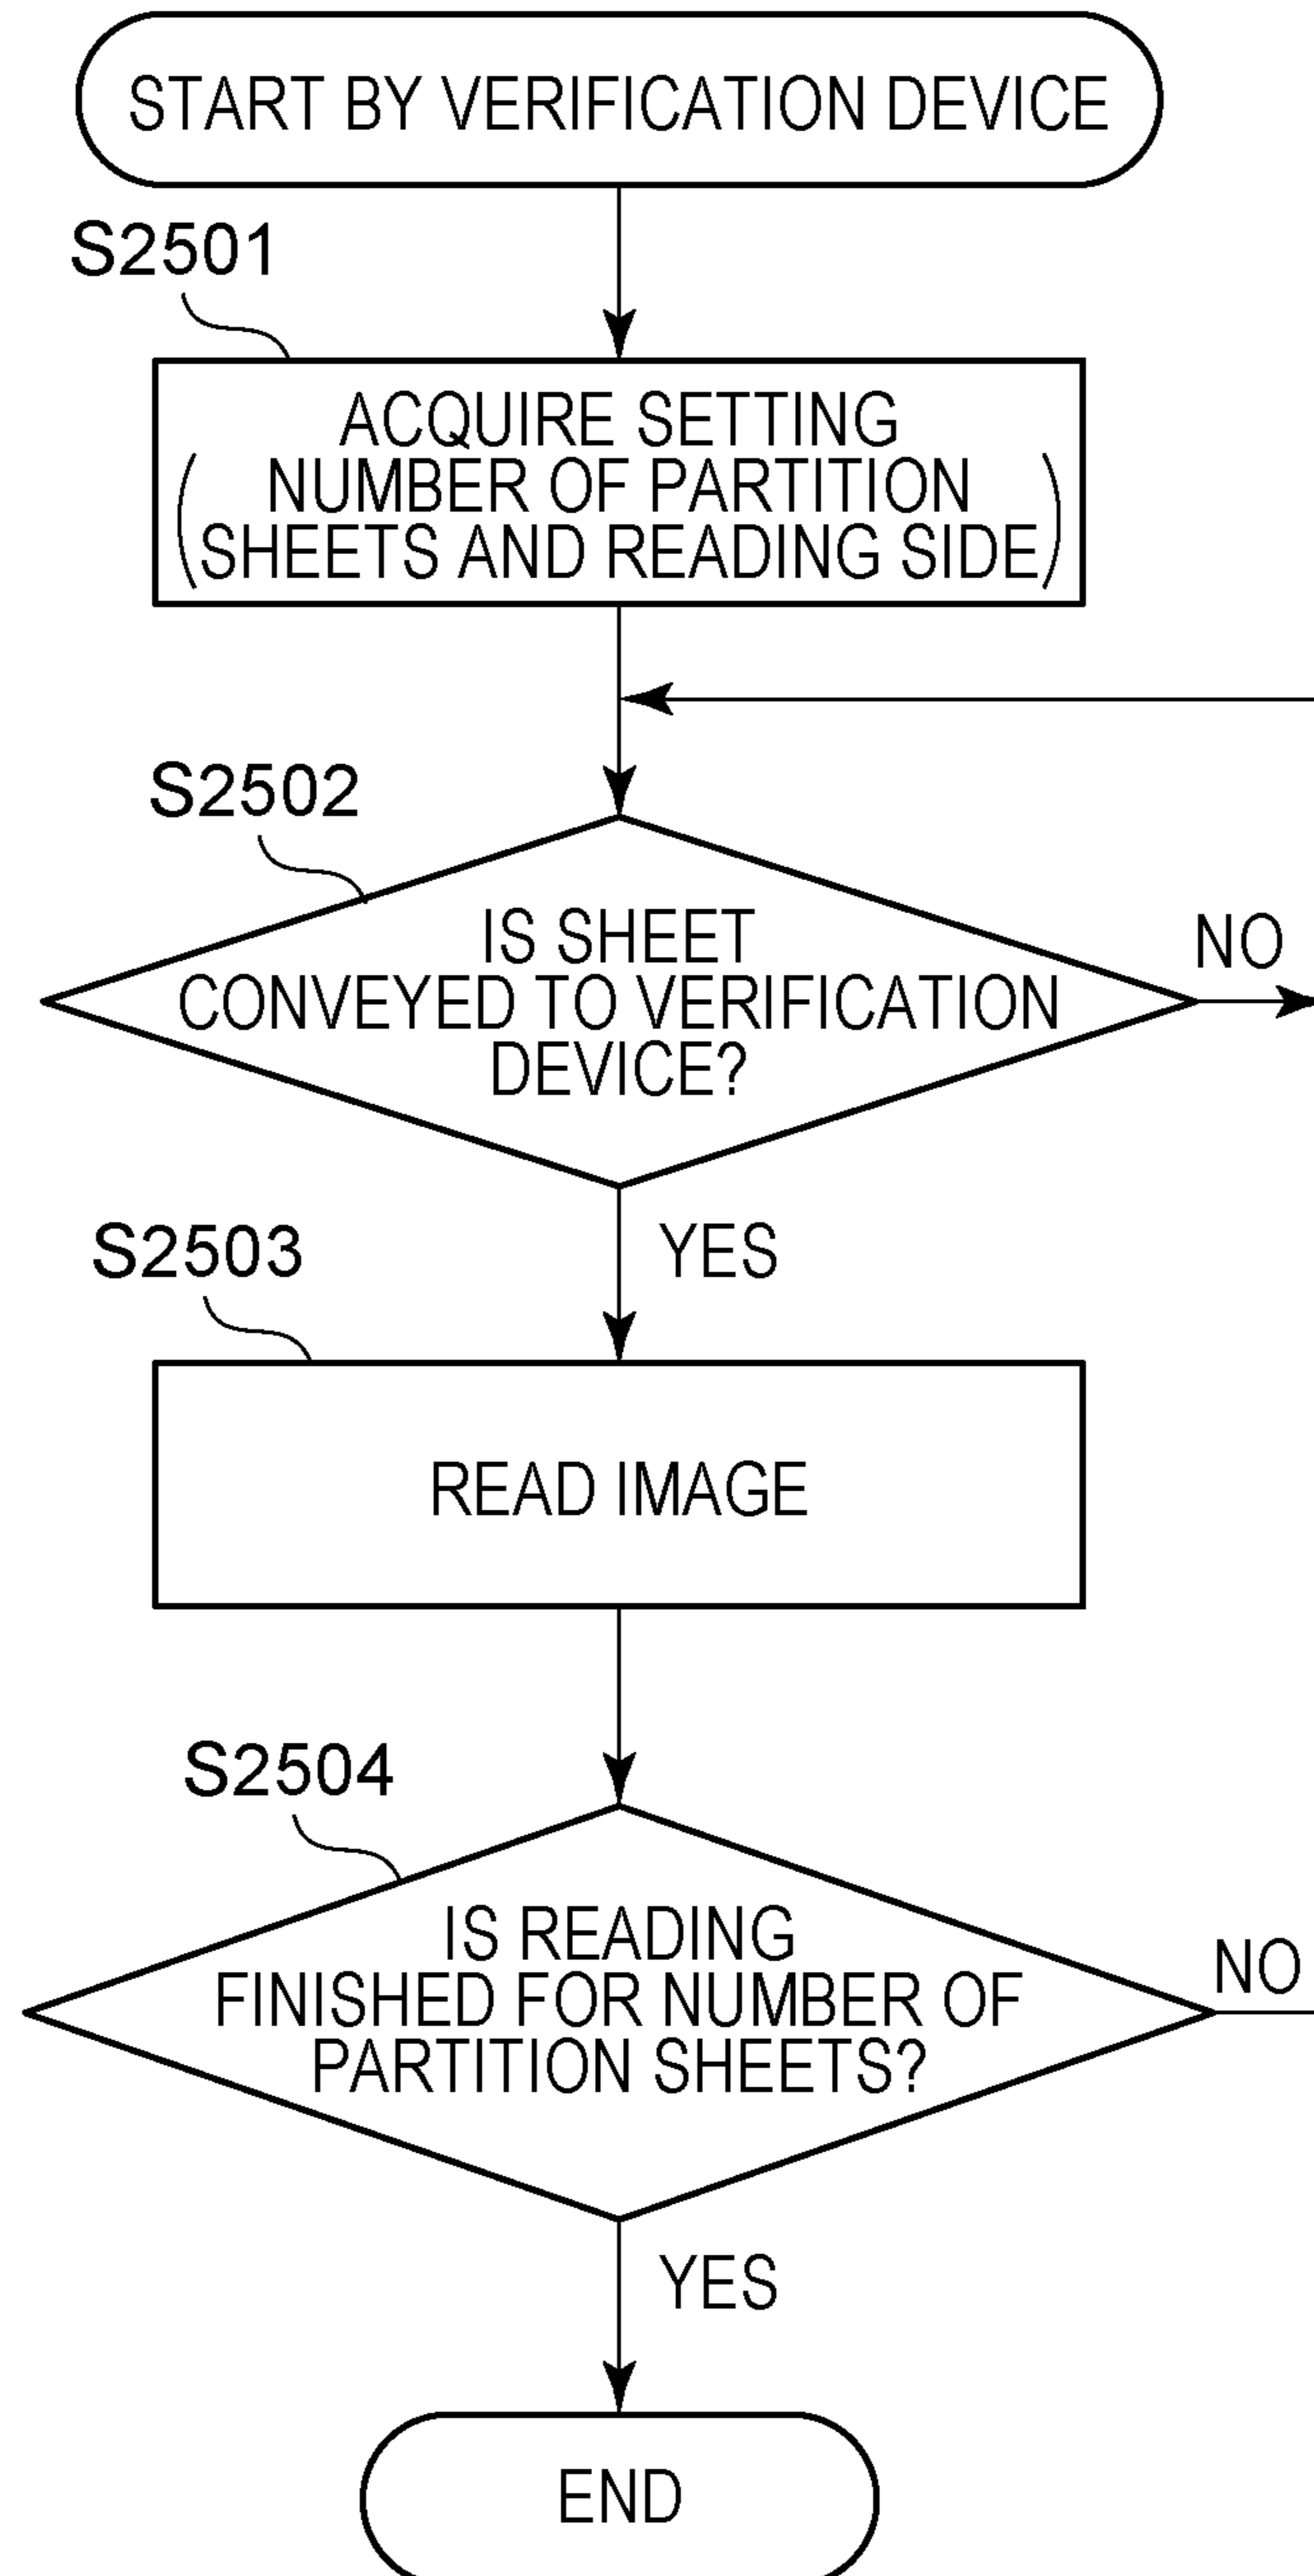 START BY VERIFICATION DEVICE
S2501
ACQUIRE SETTING
(NUMBER OF PARTITION
SHEETS AND READING SIDE)
S2502
IS SHEET
CONVEYED TO VERIFICATION
DEVICE?
NO
YES
S2503
READ IMAGE
S2504
IS READING
FINISHED FOR NUMBER OF
PARTITION SHEETS?
NO
YES
END